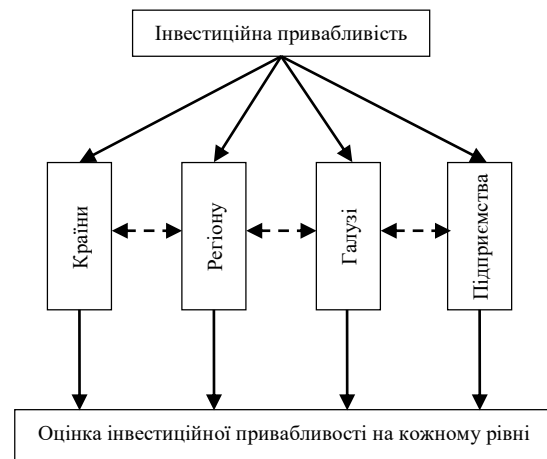 Інвестиційна привабливість
Країни
Регіону
Галузі
Підприємства
Оцінка інвестиційної привабливості на кожному рівні